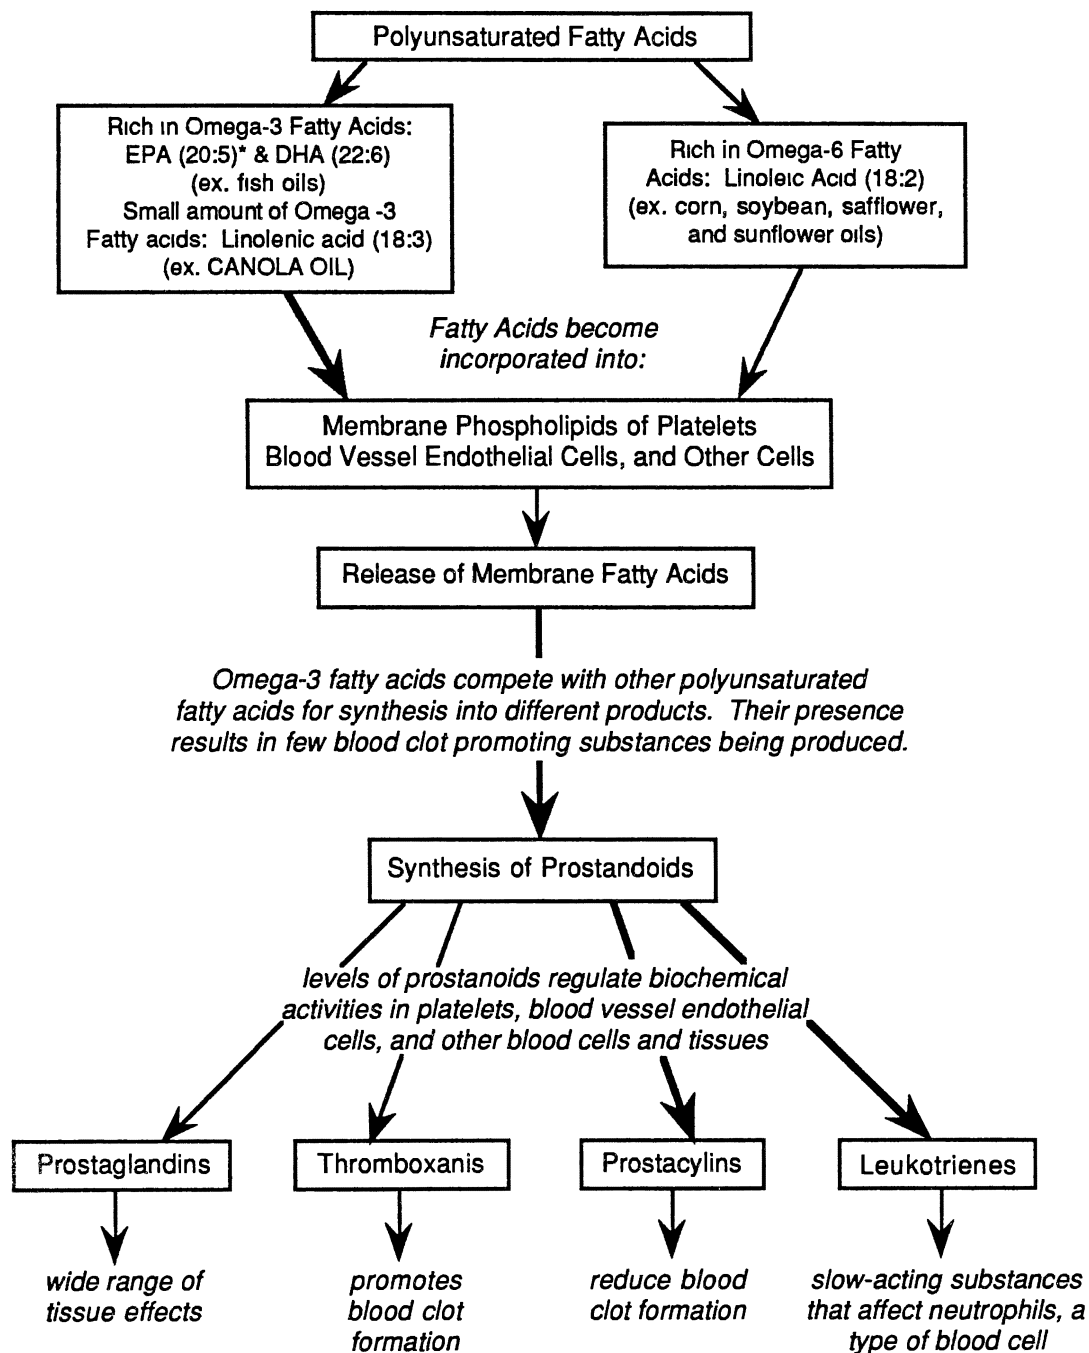 Polyunsaturated Fatty Acids
Rich in Omega-3 Fatty Acids:
EPA (20:5)* & DHA (22:6)
(ex. fish oils)
Small amount of Omega -3
Fatty acids: Linolenic acid (18:3)
(ex. CANOLA OIL)
Rich in Omega-6 Fatty
Acids: Linoleic Acid (18:2)
(ex. corn, soybean, safflower,
and sunflower oils)
Fatty Acids become
incorporated into:
Membrane Phospholipids of Platelets
Blood Vessel Endothelial Cells, and Other Cells
Release of Membrane Fatty Acids
Omega-3 fatty acids compete with other polyunsaturated
fatty acids for synthesis into different products. Their presence
results in few blood clot promoting substances being produced.
Synthesis of Prostandoids
levels of prostanoids regulate biochemical
activities in platelets, blood vessel endothelial
cells, and other blood cells and tissues
Prostaglandins
Thromboxanis
Prostacylins
Leukotrienes
wide range of
tissue effects
promotes
blood clot
formation
reduce blood
clot formation
slow-acting substances
that affect neutrophils, a
type of blood cell